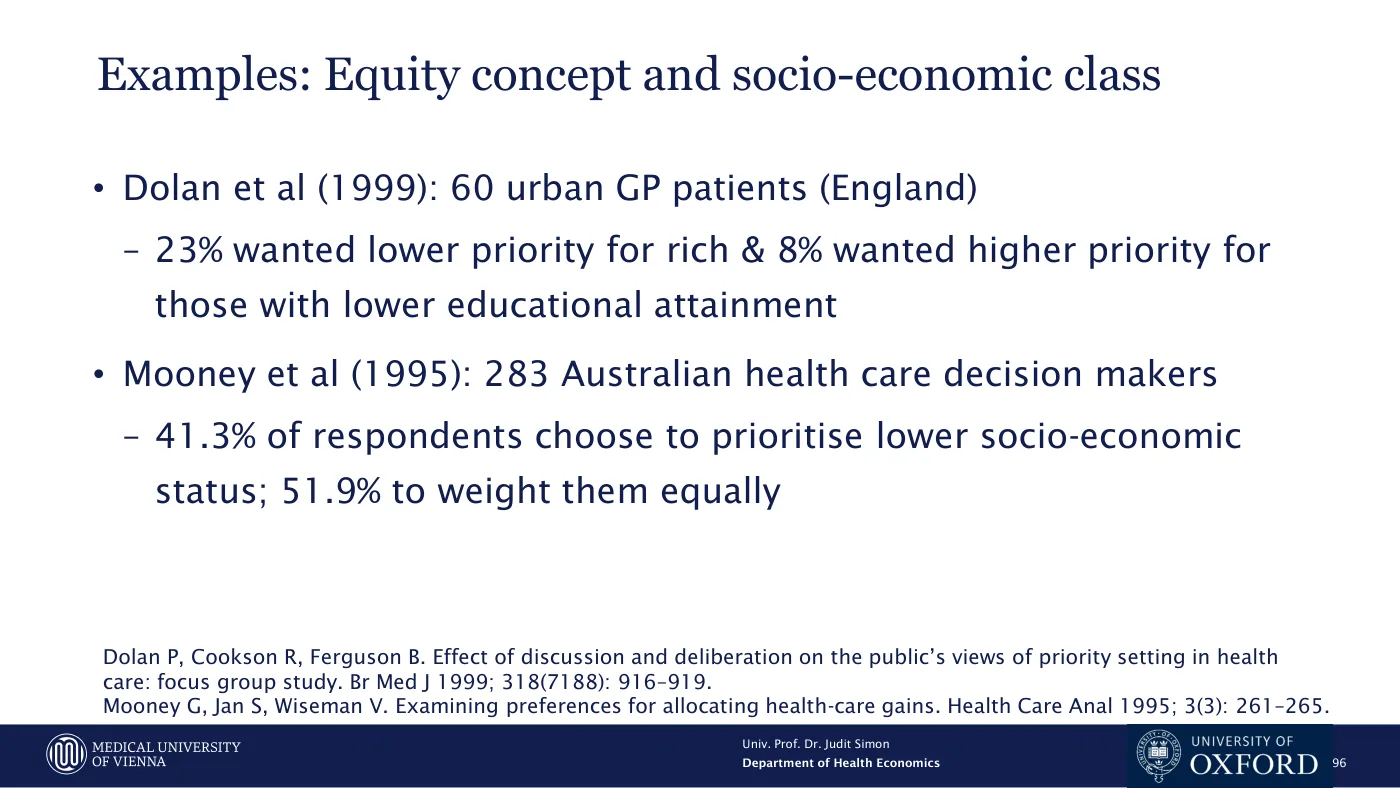 Examples: Equity concept and socio-economic class
• Dolan et al (1999): 60 urban GP patients (England)
– 23% wanted lower priority for rich & 8% wanted higher priority for
those with lower educational attainment
• Mooney et al (1995): 283 Australian health care decision makers
– 41.3% of respondents choose to prioritise lower socio-economic
status; 51.9% to weight them equally
Dolan P, Cookson R, Ferguson B. Effect of discussion and deliberation on the public’s views of priority setting in health
care: focus group study. Br Med J 1999; 318(7188): 916–919.
Mooney G, Jan S, Wiseman V. Examining preferences for allocating health-care gains. Health Care Anal 1995; 3(3): 261–265.
MEDICAL UNIVERSITY
OF VIENNA
Univ. Prof. Dr. Judit Simon
Department of Health Economics
UNIVERSITY OF
OXFORD
96